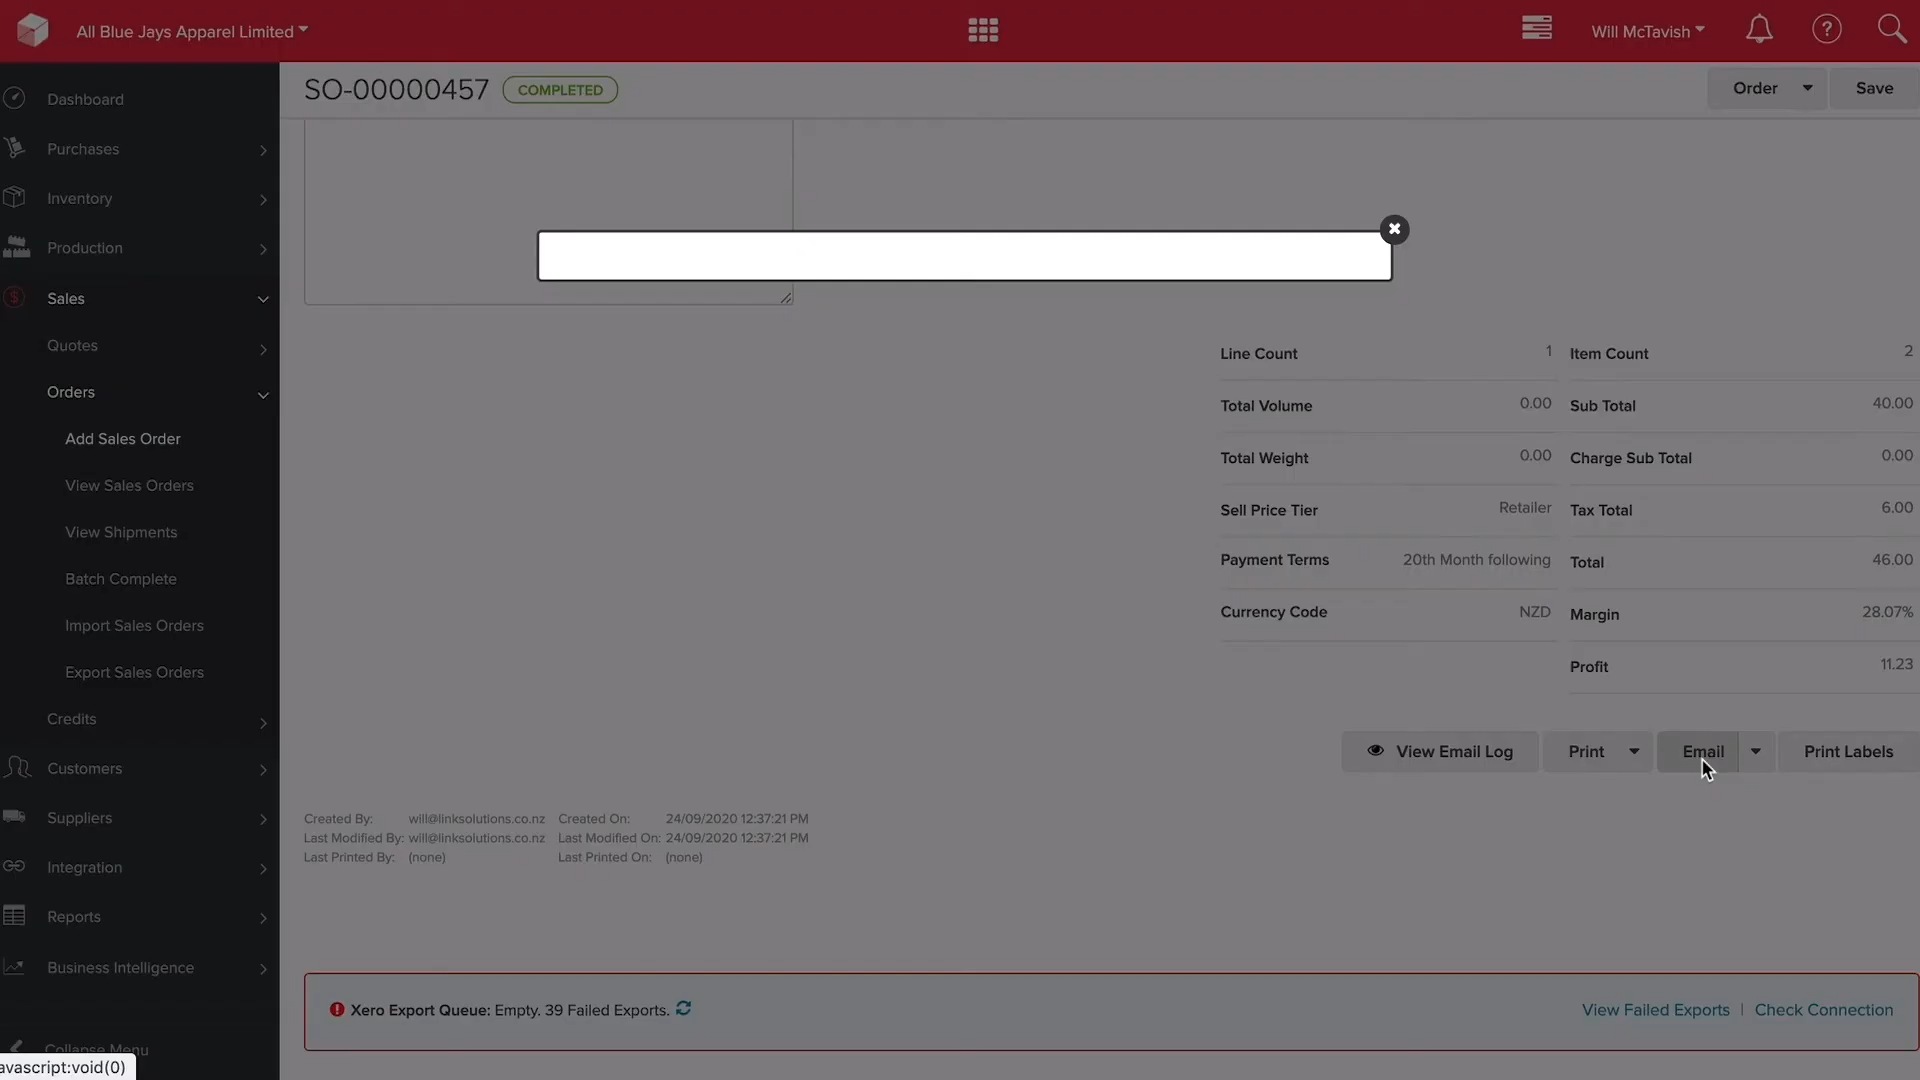 All Blue Jays Apparel Limited
Will McTavish
Dashboard
Purchases
Inventory
Production
Sales
Quotes
Orders
Add Sales Order
View Sales Orders
View Shipments
Batch Complete
Import Sales Orders
Export Sales Orders
Credits
Customers
Suppliers
Integration
Reports
Business Intelligence
Collapse Menu
avascript:void(0)
SO-00000457 COMPLETED
Order Save
Line Count 1 Item Count 2
Total Volume 0.00 Sub Total 40.00
Total Weight 0.00 Charge Sub Total 0.00
Sell Price Tier Retailer Tax Total 6.00
Payment Terms 20th Month following Total 46.00
Currency Code NZD Margin 28.07%
Profit 11.23
View Email Log Print Email Print Labels
Created By: will@linksolutions.co.nz Created On: 24/09/2020 12:37:21 PM
Last Modified By: will@linksolutions.co.nz Last Modified On: 24/09/2020 12:37:21 PM
Last Printed By: (none) Last Printed On: (none)
Xero Export Queue: Empty. 39 Failed Exports. View Failed Exports | Check Connection